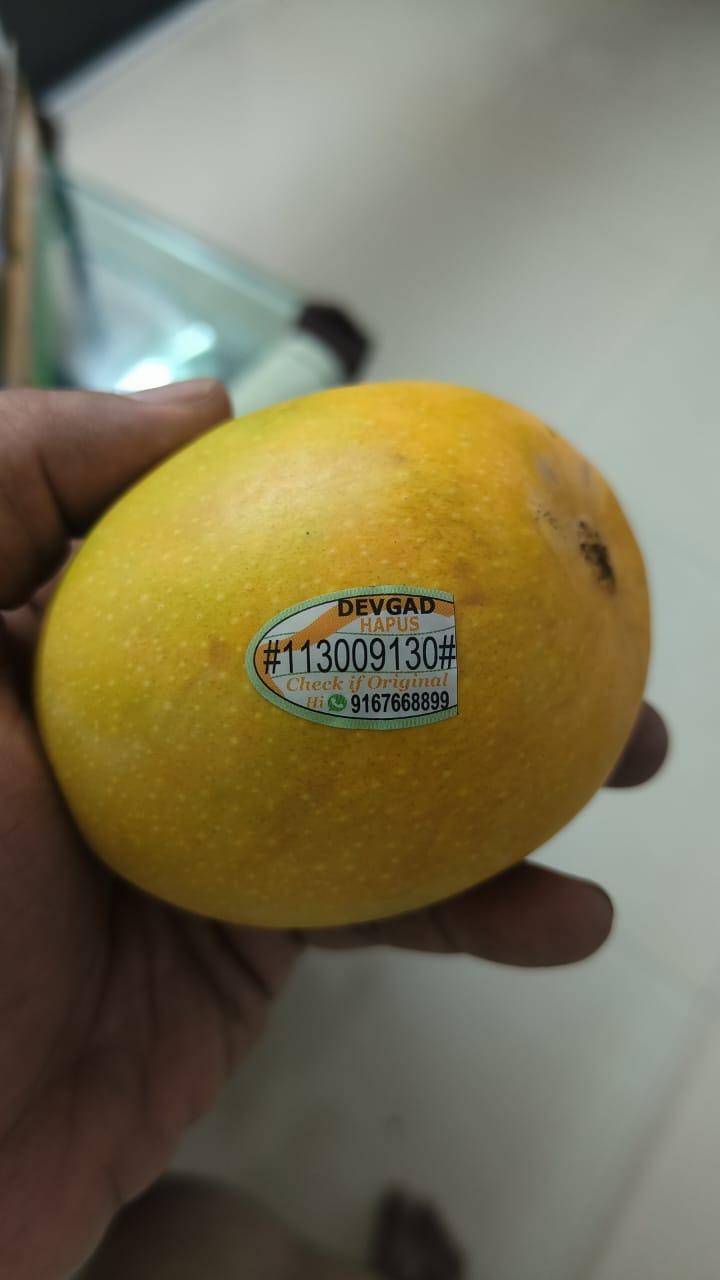 DEVGAD
HAPUS
#113009130#
Check if Original
Hi 9167668899